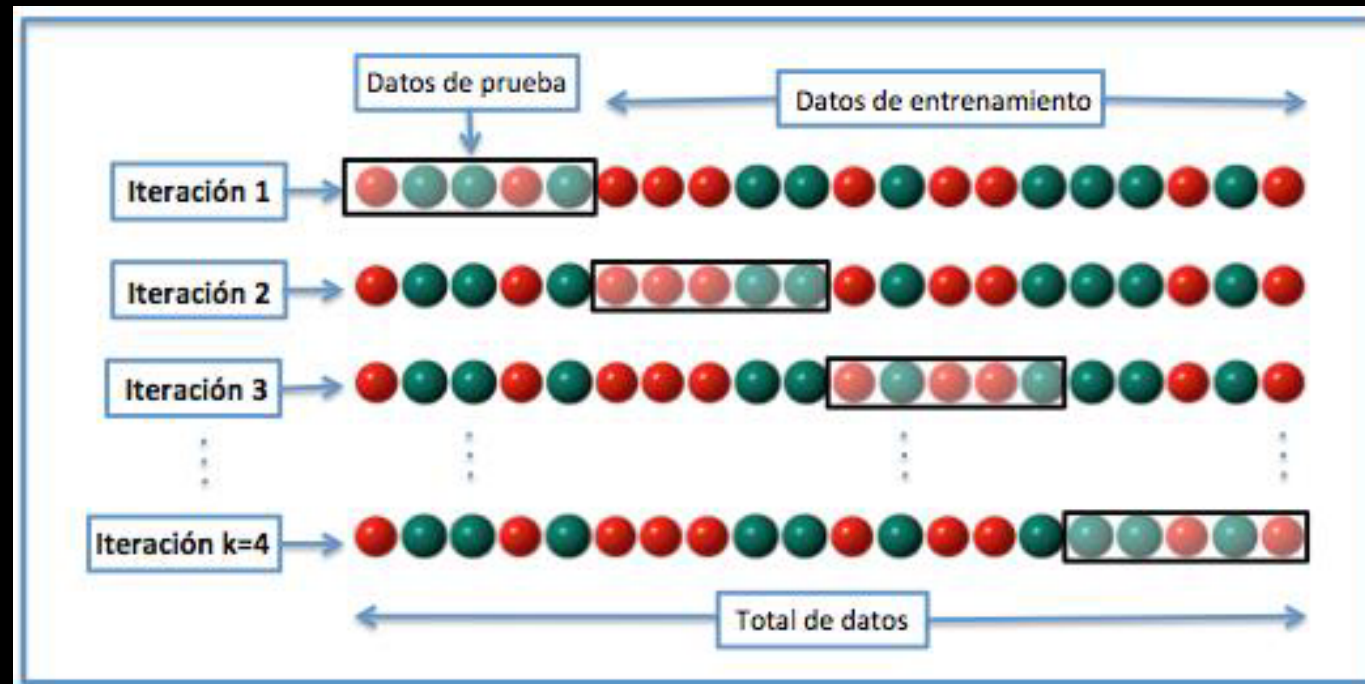 Datos de prueba
Datos de entrenamiento
Iteración 1
Iteración 2
Iteración 3
Iteración k=4
Total de datos